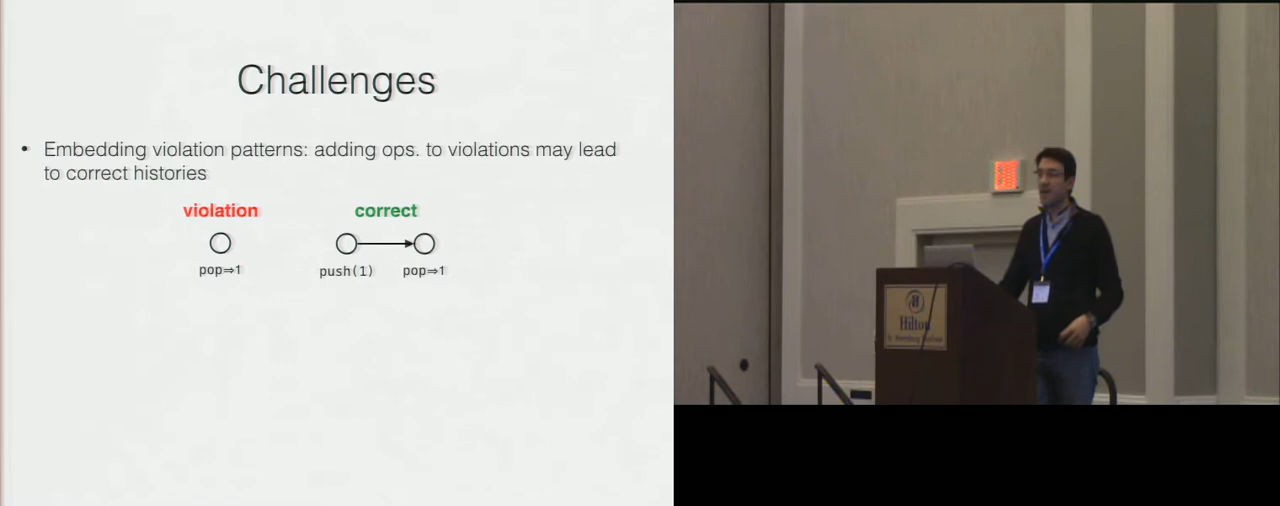 Challenges
• Embedding violation patterns: adding ops. to violations may lead
to correct histories
violation correct
pop⇒1 push(1) pop⇒1
Hilton